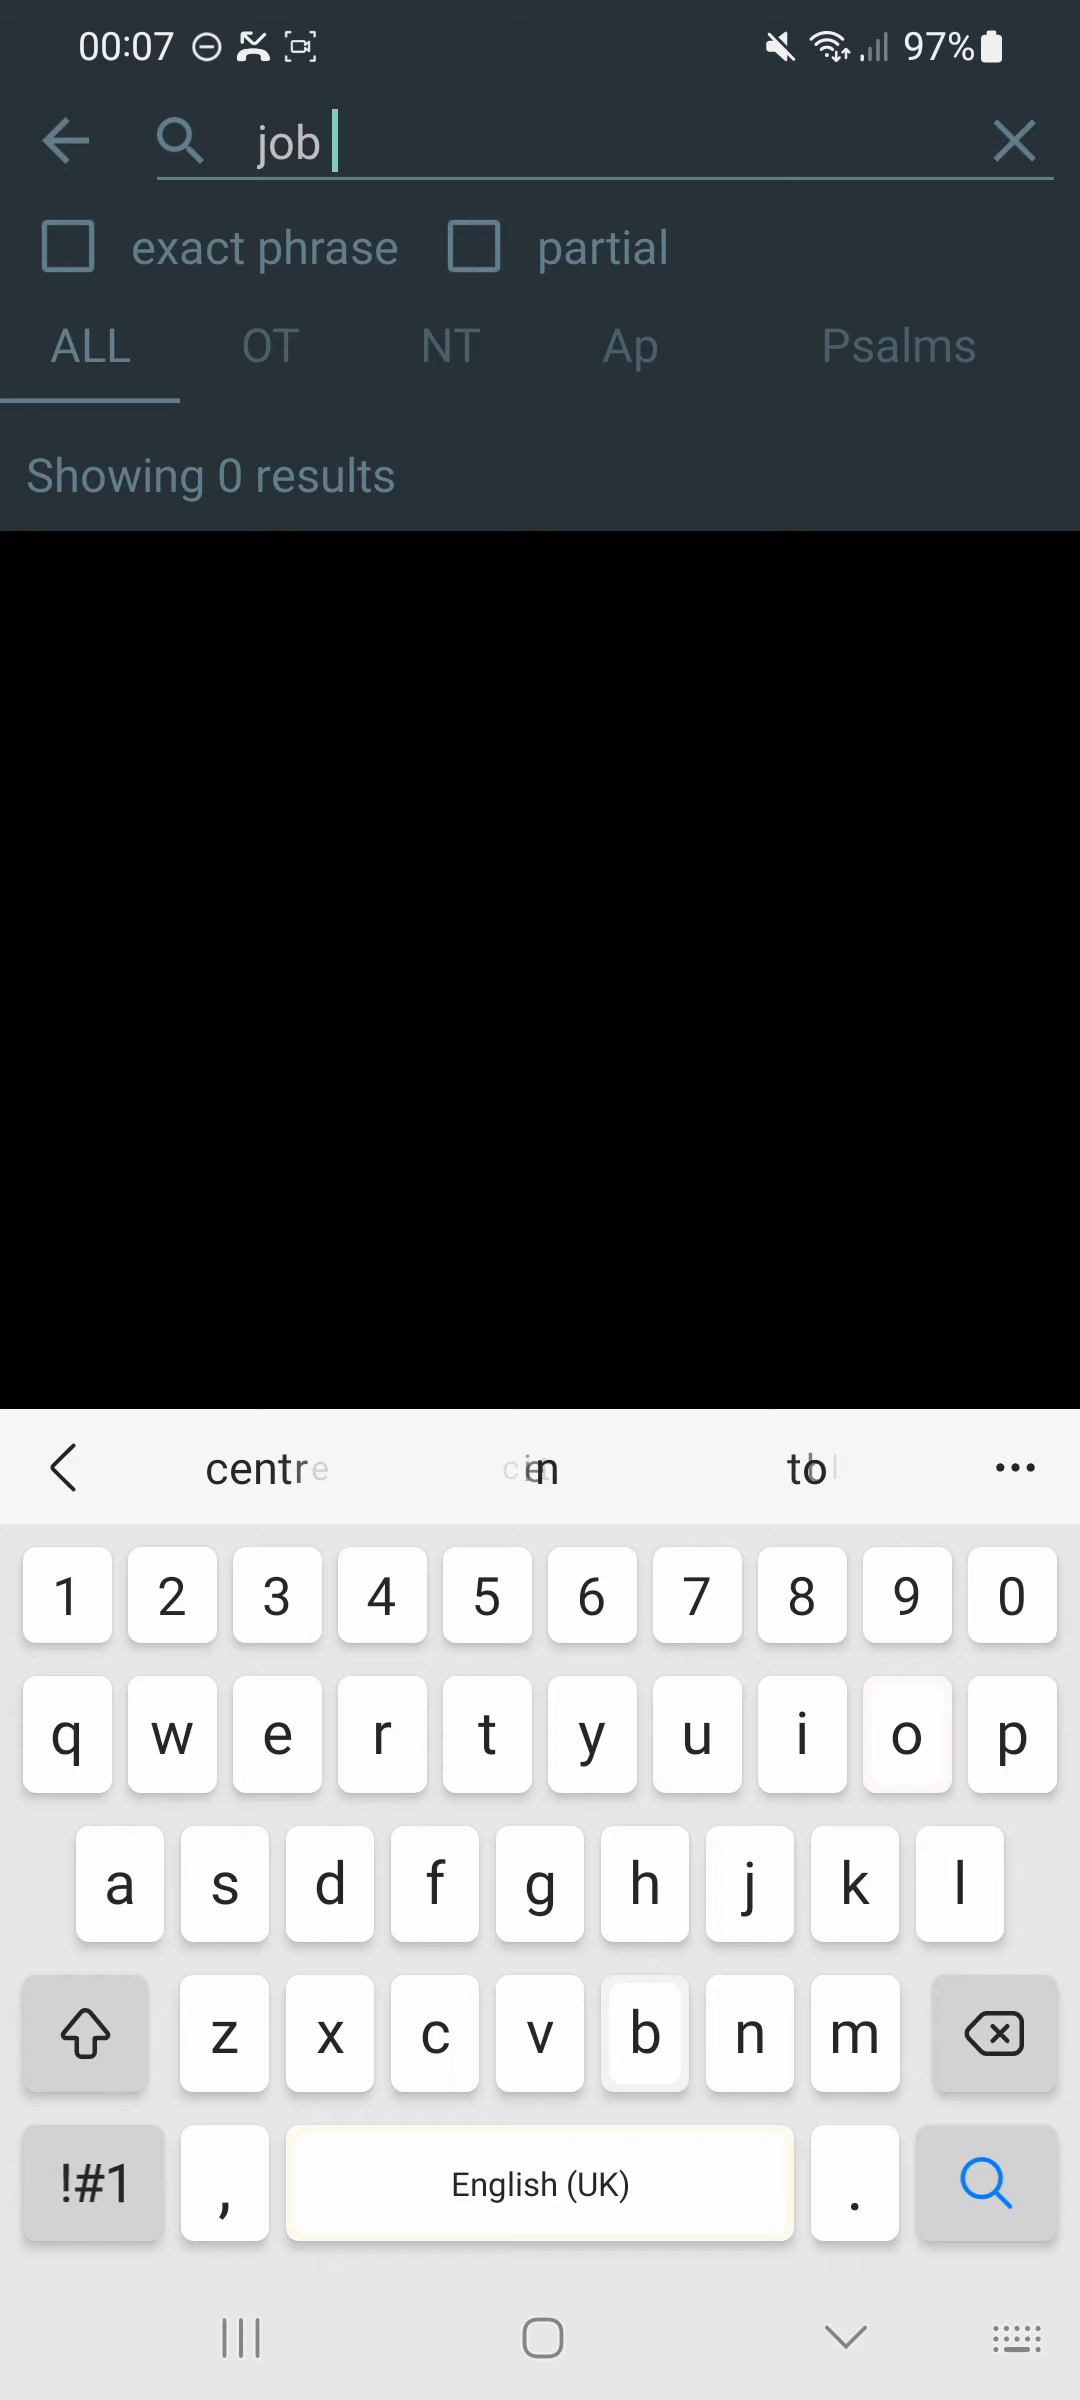 00:07 97%
job
exact phrase partial
ALL OT NT Ap Psalms
Showing 0 results
centre in to
1 2 3 4 5 6 7 8 9 0
q w e r t y u i o p
a s d f g h j k l
z x c v b n m
!#1 , English (UK) .